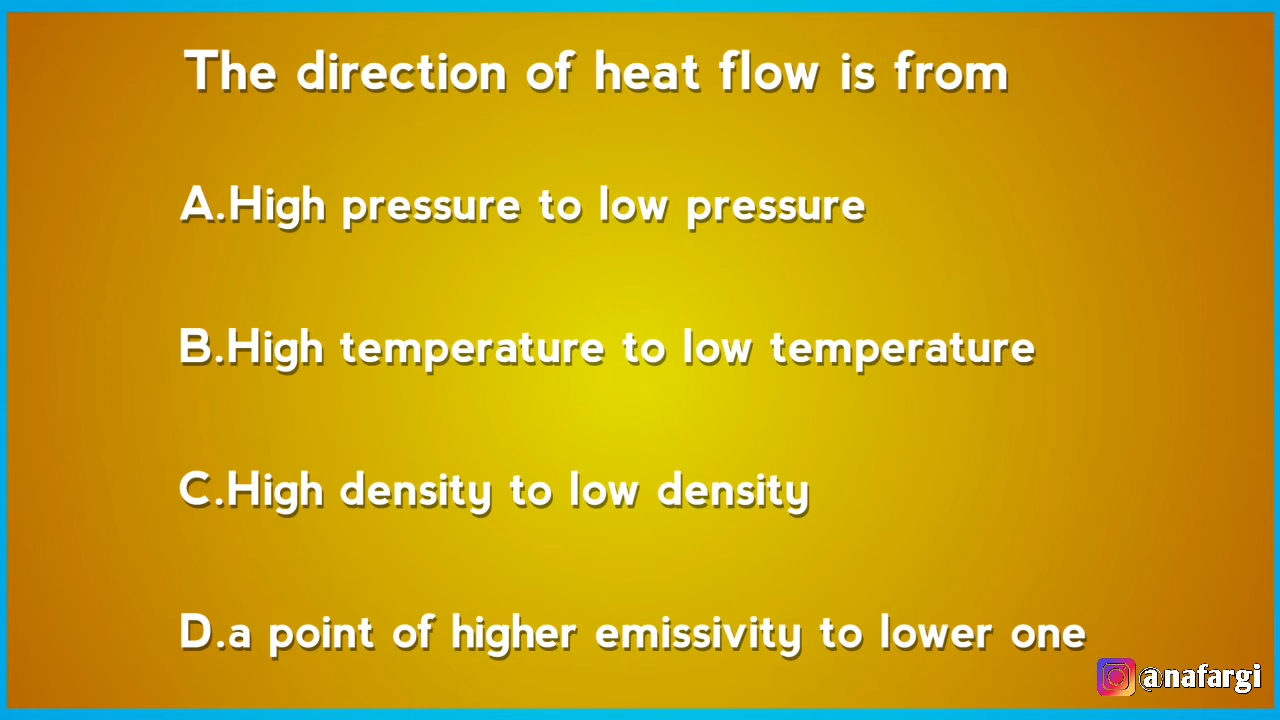 The direction of heat flow is from
A.High pressure to low pressure
B.High temperature to low temperature
C.High density to low density
D.a point of higher emissivity to lower one
@nafargi